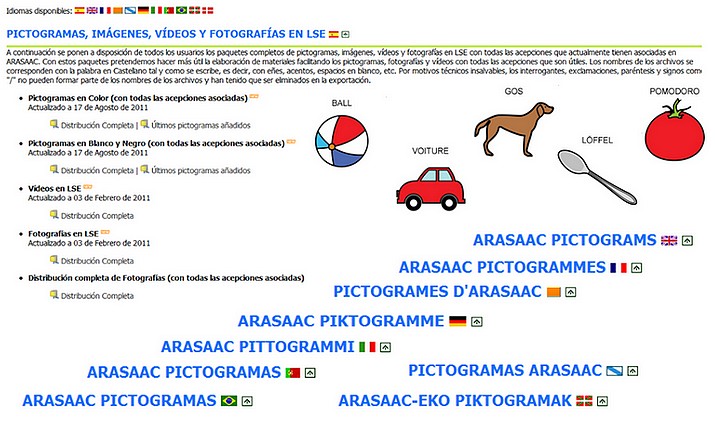 Idiomas disponibles:
PICTOGRAMAS, IMÁGENES, VÍDEOS Y FOTOGRAFÍAS EN LSE
A continuación se ponen a disposición de todos los usuarios los paquetes completos de pictogramas, imágenes, vídeos y fotografías en LSE con todas las acepciones que actualmente tienen asociadas en
ARASAAC. Con estos paquetes pretendemos hacer más útil la elaboración de materiales facilitando los pictogramas, fotografías y vídeos con todas las acepciones que son útiles. Los nombres de los archivos se
corresponden con la palabra en Castellano tal y como se escribe, es decir, con eñes, acentos, espacios en blanco, etc. Por motivos técnicos insalvables, los interrogantes, exclamaciones, paréntesis y signos como
"/" no pueden formar parte de los nombres de los archivos y han tenido que ser eliminados en la exportación.
Pictogramas en Color (con todas las acepciones asociadas)
Actualizado a 17 de Agosto de 2011
Distribución Completa | Últimos pictogramas añadidos
Pictogramas en Blanco y Negro (con todas las acepciones asociadas)
Actualizado a 17 de Agosto de 2011
Distribución Completa | Últimos pictogramas añadidos
Vídeos en LSE
Actualizado a 03 de Febrero de 2011
Distribución Completa
Fotografías en LSE
Actualizado a 03 de Febrero de 2011
Distribución Completa
Distribución completa de Fotografías (con todas las acepciones asociadas)
Distribución Completa
BALL
VOITURE
GOS
LÖFFEL
POMODORO
ARASAAC PICTOGRAMS
ARASAAC PICTOGRAMMES
PICTOGRAMES D'ARASAAC
ARASAAC PIKTOGRAMME
ARASAAC PITTOGRAMMI
ARASAAC PICTOGRAMAS
PICTOGRAMAS ARASAAC
ARASAAC PICTOGRAMAS
ARASAAC-EKO PIKTOGRAMAK